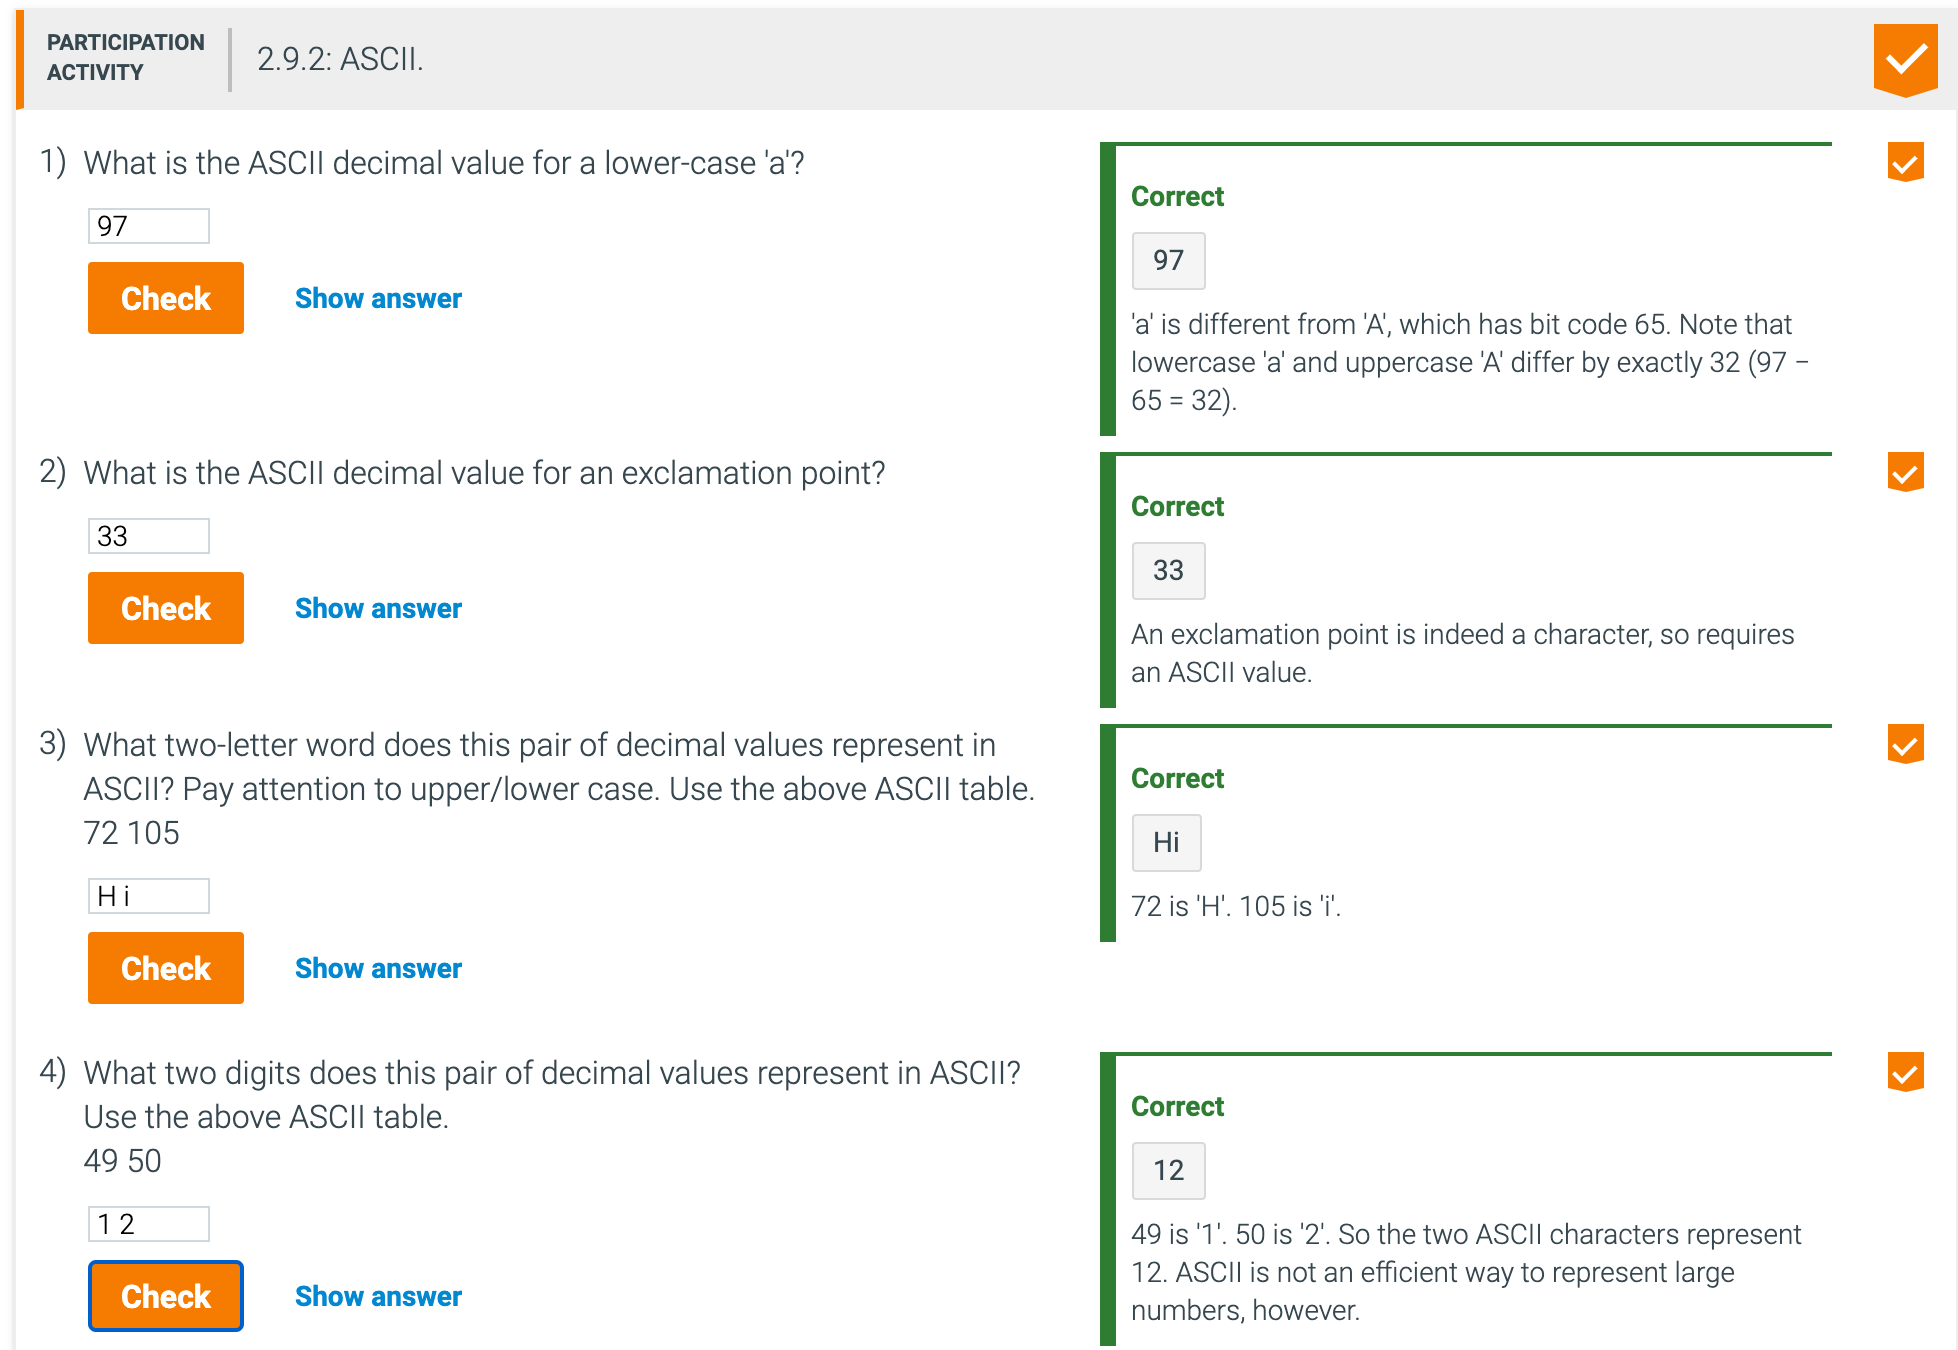 PARTICIPATION
ACTIVITY
2.9.2: ASCII.
1) What is the ASCII decimal value for a lower-case 'a'?
97
Check Show answer
Correct
97
'a' is different from 'A', which has bit code 65. Note that
lowercase 'a' and uppercase 'A' differ by exactly 32 (97 −
65 = 32).
2) What is the ASCII decimal value for an exclamation point?
33
Check Show answer
Correct
33
An exclamation point is indeed a character, so requires
an ASCII value.
3) What two-letter word does this pair of decimal values represent in
ASCII? Pay attention to upper/lower case. Use the above ASCII table.
72 105
H i
Check Show answer
Correct
Hi
72 is 'H'. 105 is 'i'.
4) What two digits does this pair of decimal values represent in ASCII?
Use the above ASCII table.
49 50
1 2
Check Show answer
Correct
12
49 is '1'. 50 is '2'. So the two ASCII characters represent
12. ASCII is not an efficient way to represent large
numbers, however.